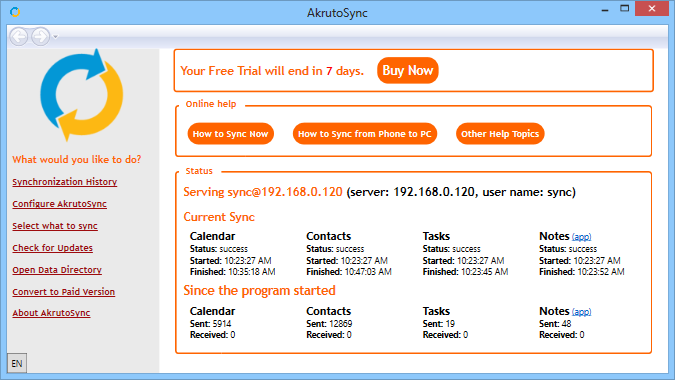 AkrutoSync
Your Free Trial will end in 7 days. Buy Now
Online help
How to Sync Now How to Sync from Phone to PC Other Help Topics
What would you like to do?
Synchronization History
Configure AkrutoSync
Select what to sync
Check for Updates
Open Data Directory
Convert to Paid Version
About AkrutoSync
EN
Status
Serving sync@192.168.0.120 (server: 192.168.0.120, user name: sync)
Current Sync
Calendar Contacts Tasks Notes (app)
Status: success Status: success Status: success Status: success
Started: 10:23:27 AM Started: 10:23:27 AM Started: 10:23:27 AM Started: 10:23:27 AM
Finished: 10:35:18 AM Finished: 10:47:03 AM Finished: 10:23:45 AM Finished: 10:23:52 AM
Since the program started
Calendar Contacts Tasks Notes (app)
Sent: 5914 Sent: 12869 Sent: 19 Sent: 48
Received: 0 Received: 0 Received: 0 Received: 0